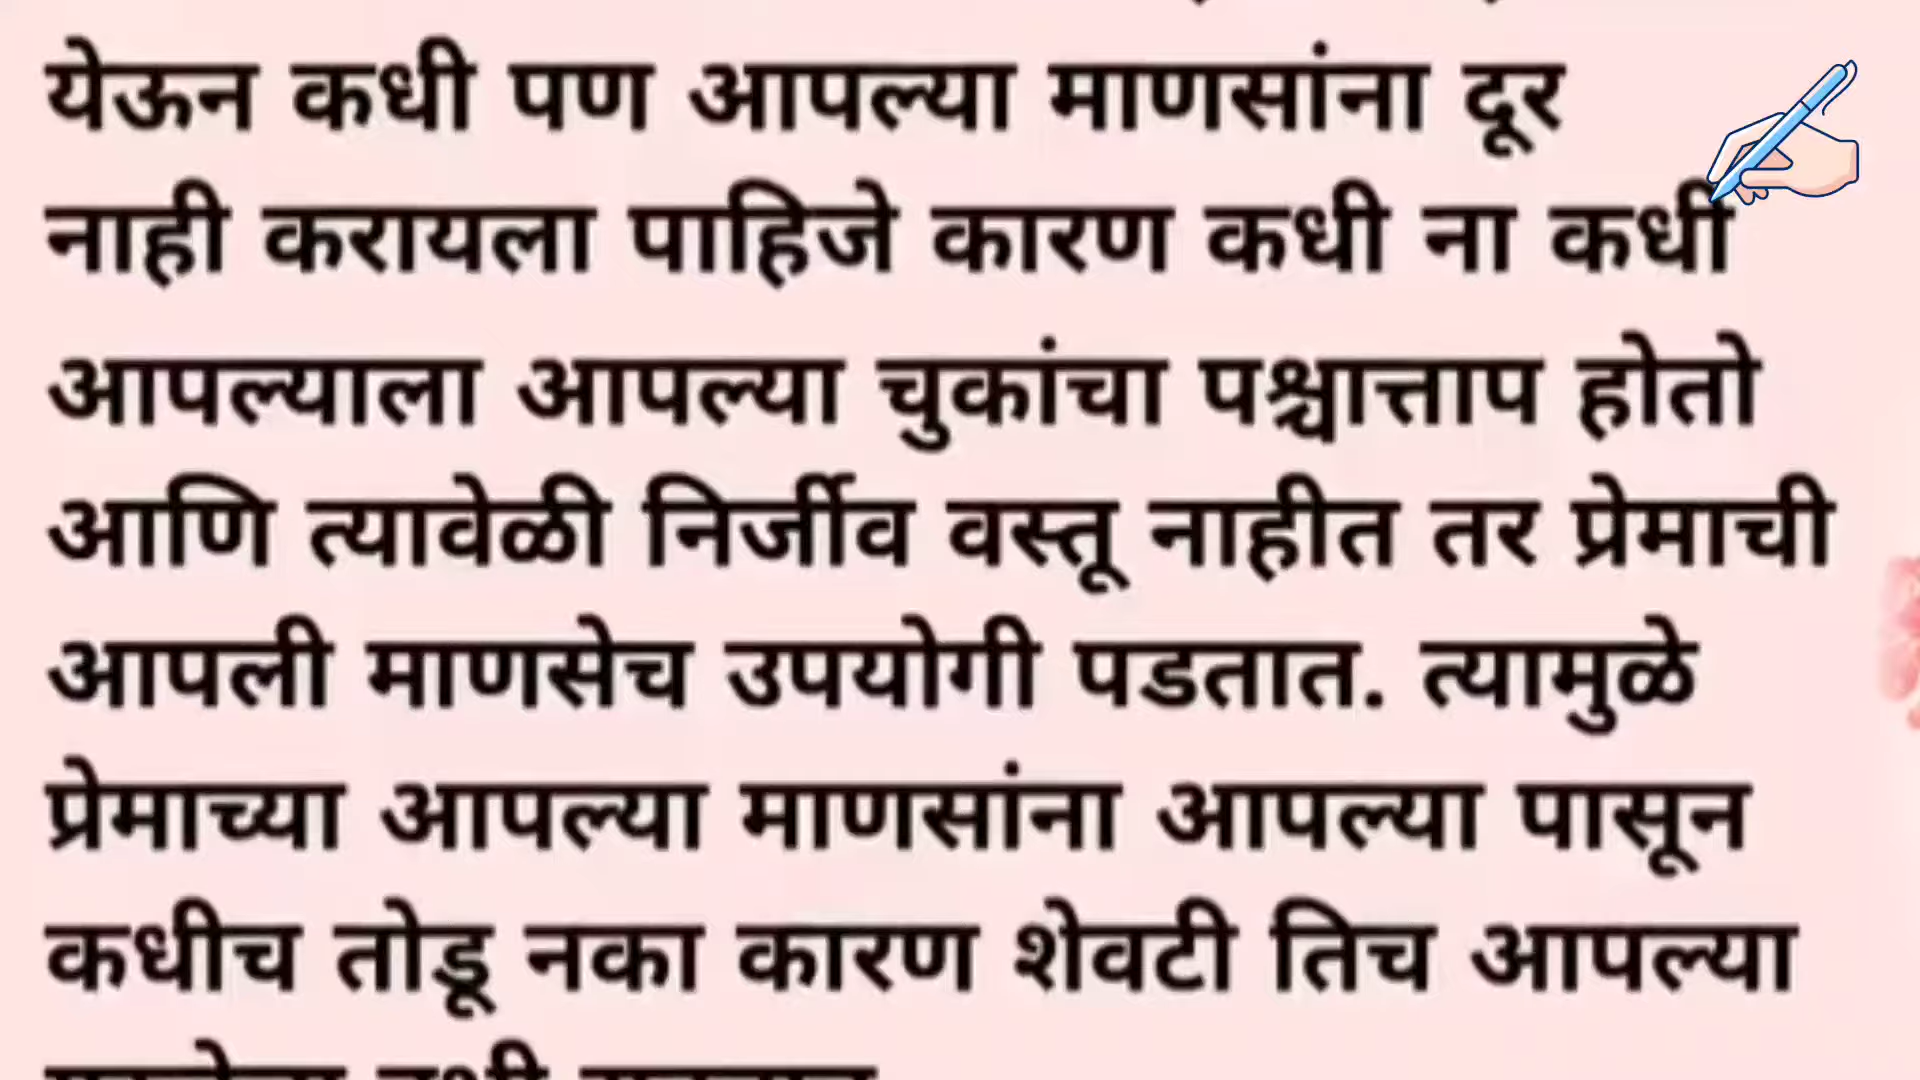 येऊन कधी पण आपल्या माणसांना दूर
नाही करायला पाहिजे कारण कधी ना कधी
आपल्याला आपल्या चुकांचा पश्चात्ताप होतो
आणि त्यावेळी निर्जीव वस्तू नाहीत तर प्रेमाची
आपली माणसेच उपयोगी पडतात. त्यामुळे
प्रेमाच्या आपल्या माणसांना आपल्या पासून
कधीच तोडू नका कारण शेवटी तिच आपल्या